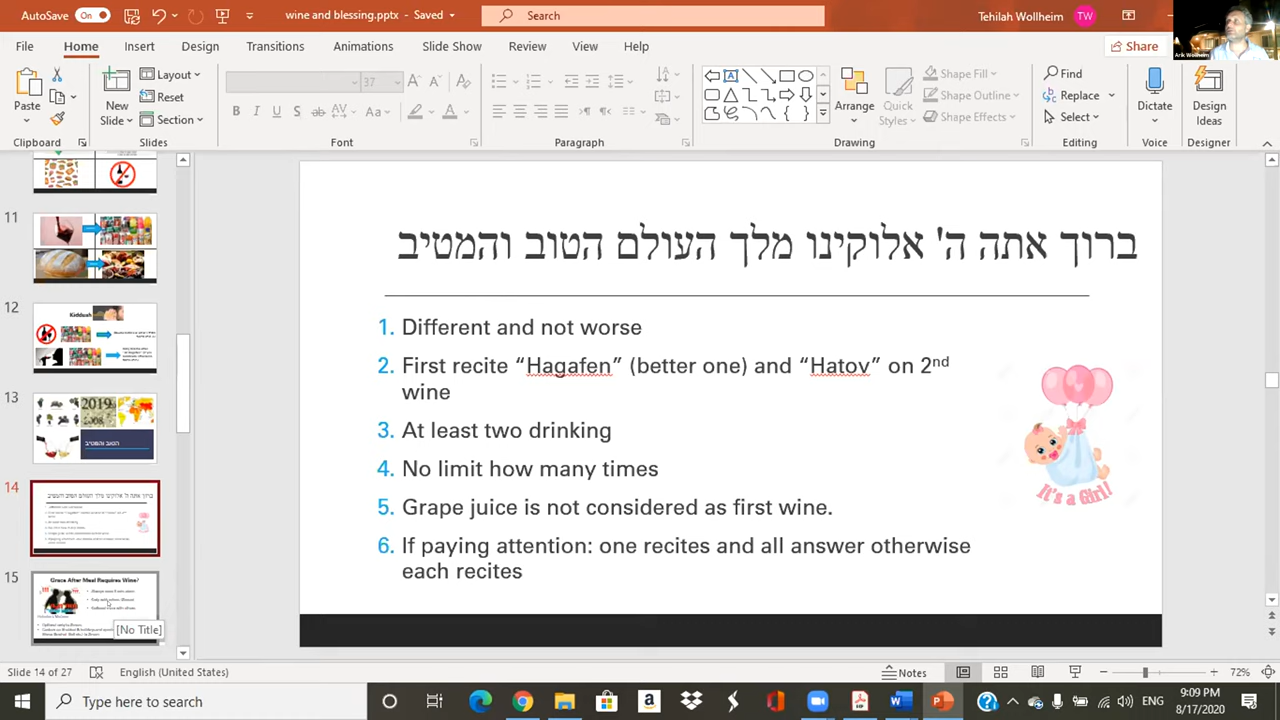 AutoSave On wine and blessing.pptx - Saved Search Tehilah Wollheim TW
Arik Wollheim
File Home Insert Draw Design Transitions Animations Slide Show Review View Help Share
Paste New Slide Layout Reset Section 37 Aa Arrange Quick Styles Shape Fill Shape Outline Shape Effects Find Replace Select Dictate Design Ideas
Clipboard Slides Font Paragraph Drawing Editing Voice Designer
11
12
Kiddush
13
2019
הטוב והמטיב
14
15
Grace After Meal Requires Wine?
[No Title]
ברוך אתה ה' אלוקינו מלך העולם הטוב והמטיב
1. Different and not worse
2. First recite “Hagafen” (better one) and “Hatov” on 2nd
wine
3. At least two drinking
4. No limit how many times
5. Grape juice is not considered as first wine.
6. If paying attention: one recites and all answer otherwise
each recites
It's a Girl!
Slide 14 of 27 English (United States) Notes 72%
Type here to search ENG 9:09 PM
8/17/2020